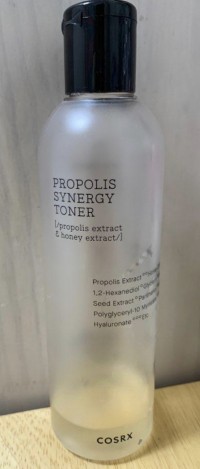 PROPOLIS
SYNERGY
TONER
[/propolis extract
& honey extract/]
Propolis Extract
1,2-Hexanediol
Seed Extract
Polyglyceryl-10
Hyaluronate
COSRX